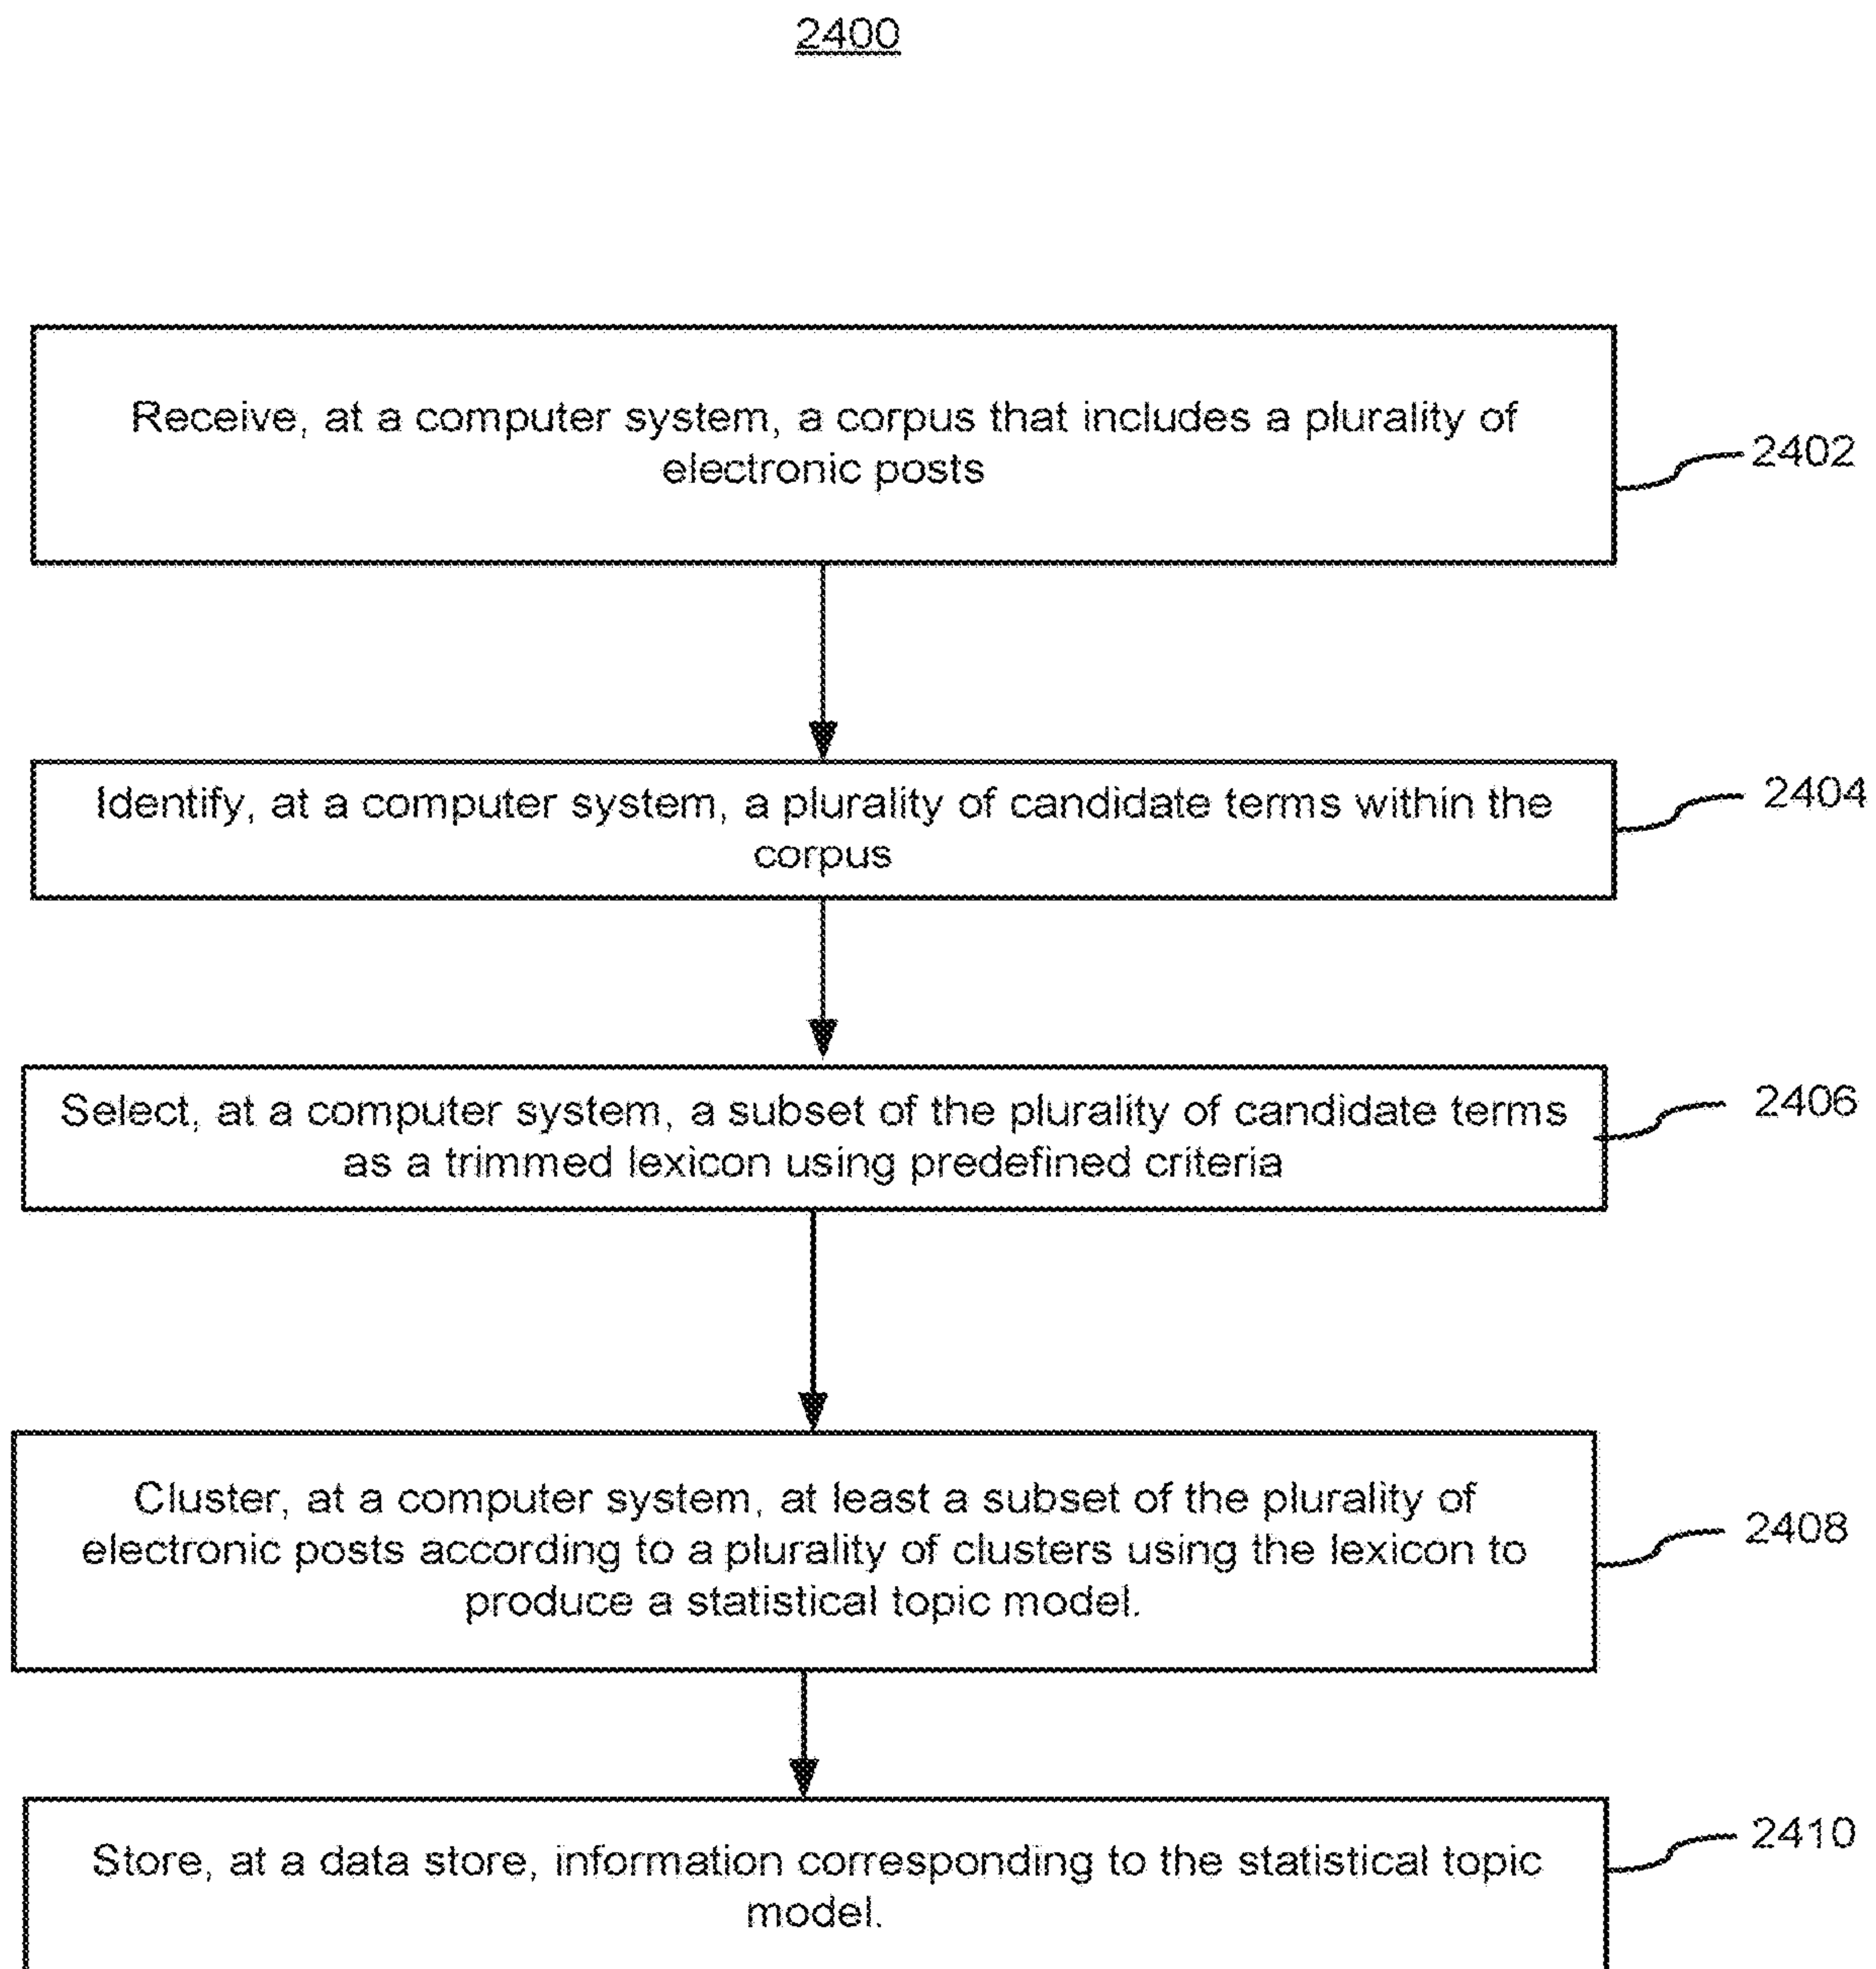 2400
Receive, at a computer system, a corpus that includes a plurality of
electronic posts
2402
Identify, at a computer system, a plurality of candidate terms within the
corpus
2404
Select, at a computer system, a subset of the plurality of candidate terms
as a trimmed lexicon using predefined criteria
2406
Cluster, at a computer system, at least a subset of the plurality of
electronic posts according to a plurality of clusters using the lexicon to
produce a statistical topic model.
2408
Store, at a data store, information corresponding to the statistical topic
model.
2410